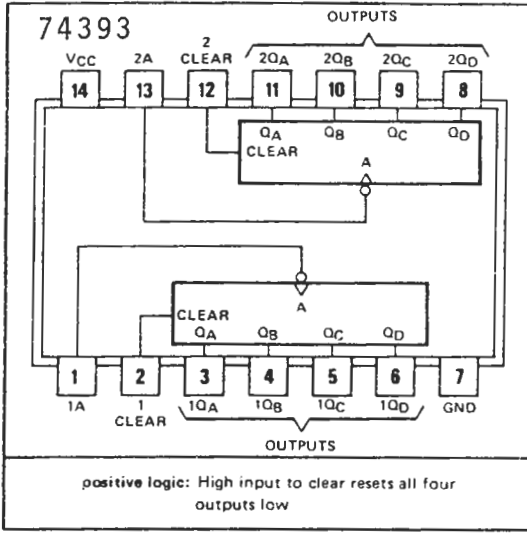 74393
OUTPUTS
VCC 2A 2 CLEAR 2QA 2QB 2QC 2QD
14 13 12 11 10 9 8
QA QB QC QD
CLEAR
A
A
CLEAR
QA QB QC QD
1 2 3 4 5 6 7
1A 1 CLEAR 1QA 1QB 1QC 1QD GND
OUTPUTS
positive logic: High input to clear resets all four
outputs low